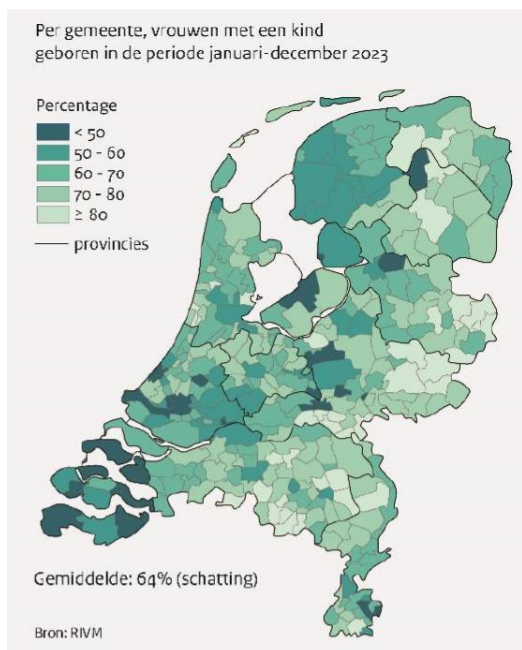 Per gemeente, vrouwen met een kind
geboren in de periode januari-december 2023
Percentage
< 50
50 - 60
60 - 70
70 - 80
≥ 80
provincies
Gemiddelde: 64% (schatting)
Bron: RIVM